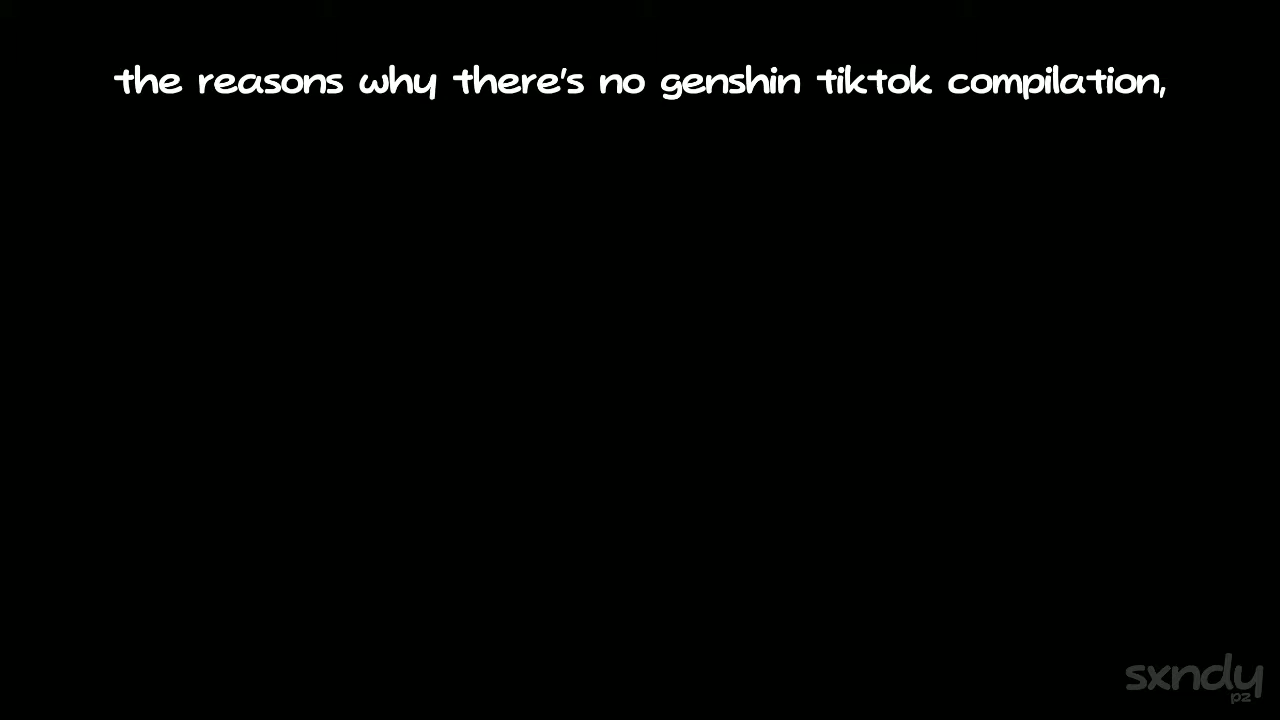 the reasons why there's no genshin tiktok compilation,
sxndy
pz